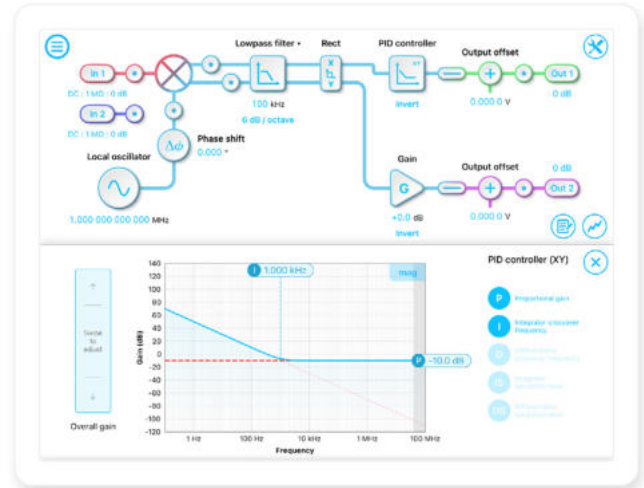 Lowpass filter
Rect
PID controller
Output offset
In 1
DC | 1 MΩ | 0 dB
In 2
DC | 1 MΩ | 0 dB
X
Y
XY
100 kHz
6 dB / octave
Invert
0.000 0 V
Out 1
0 dB
Δϕ
Phase shift
0.000 °
Local oscillator
1.000 000 000 000 MHz
Gain
G
+0.0 dB
Invert
Output offset
0.000 0 V
0 dB
Out 2
PID controller (XY)
Swipe
to
adjust
Overall gain
I 1.000 kHz
mag
P -10.0 dB
Gain (dB)
140
120
100
80
60
40
20
0
-20
-40
-60
-80
-100
-120
1 Hz
100 Hz
10 kHz
1 MHz
100 MHz
Frequency
P Proportional gain
I Integrator crossover
frequency
D
IS
DS